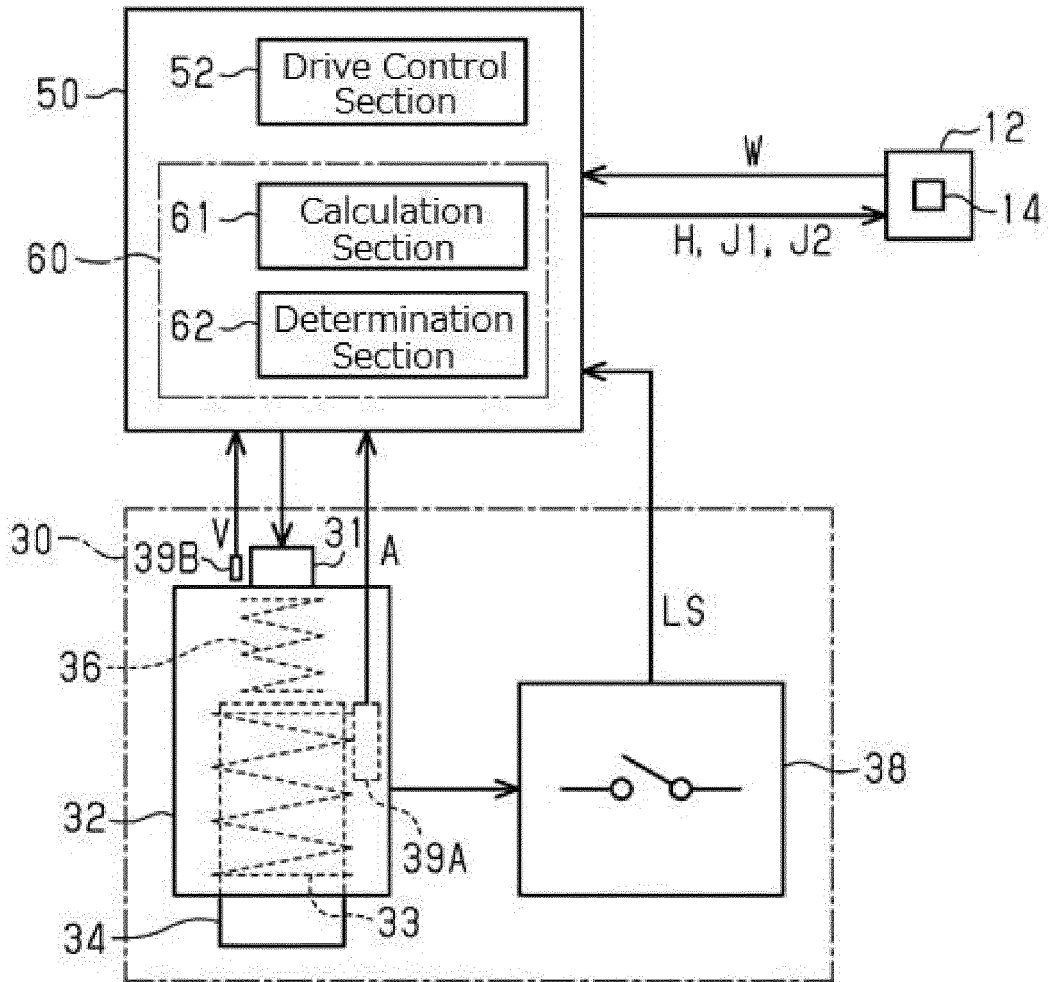 52
Drive Control
Section
50
12
W
14
61
Calculation
Section
H, J1, J2
60
62
Determination
Section
30
V
39B
31
A
LS
36
38
32
39A
33
34